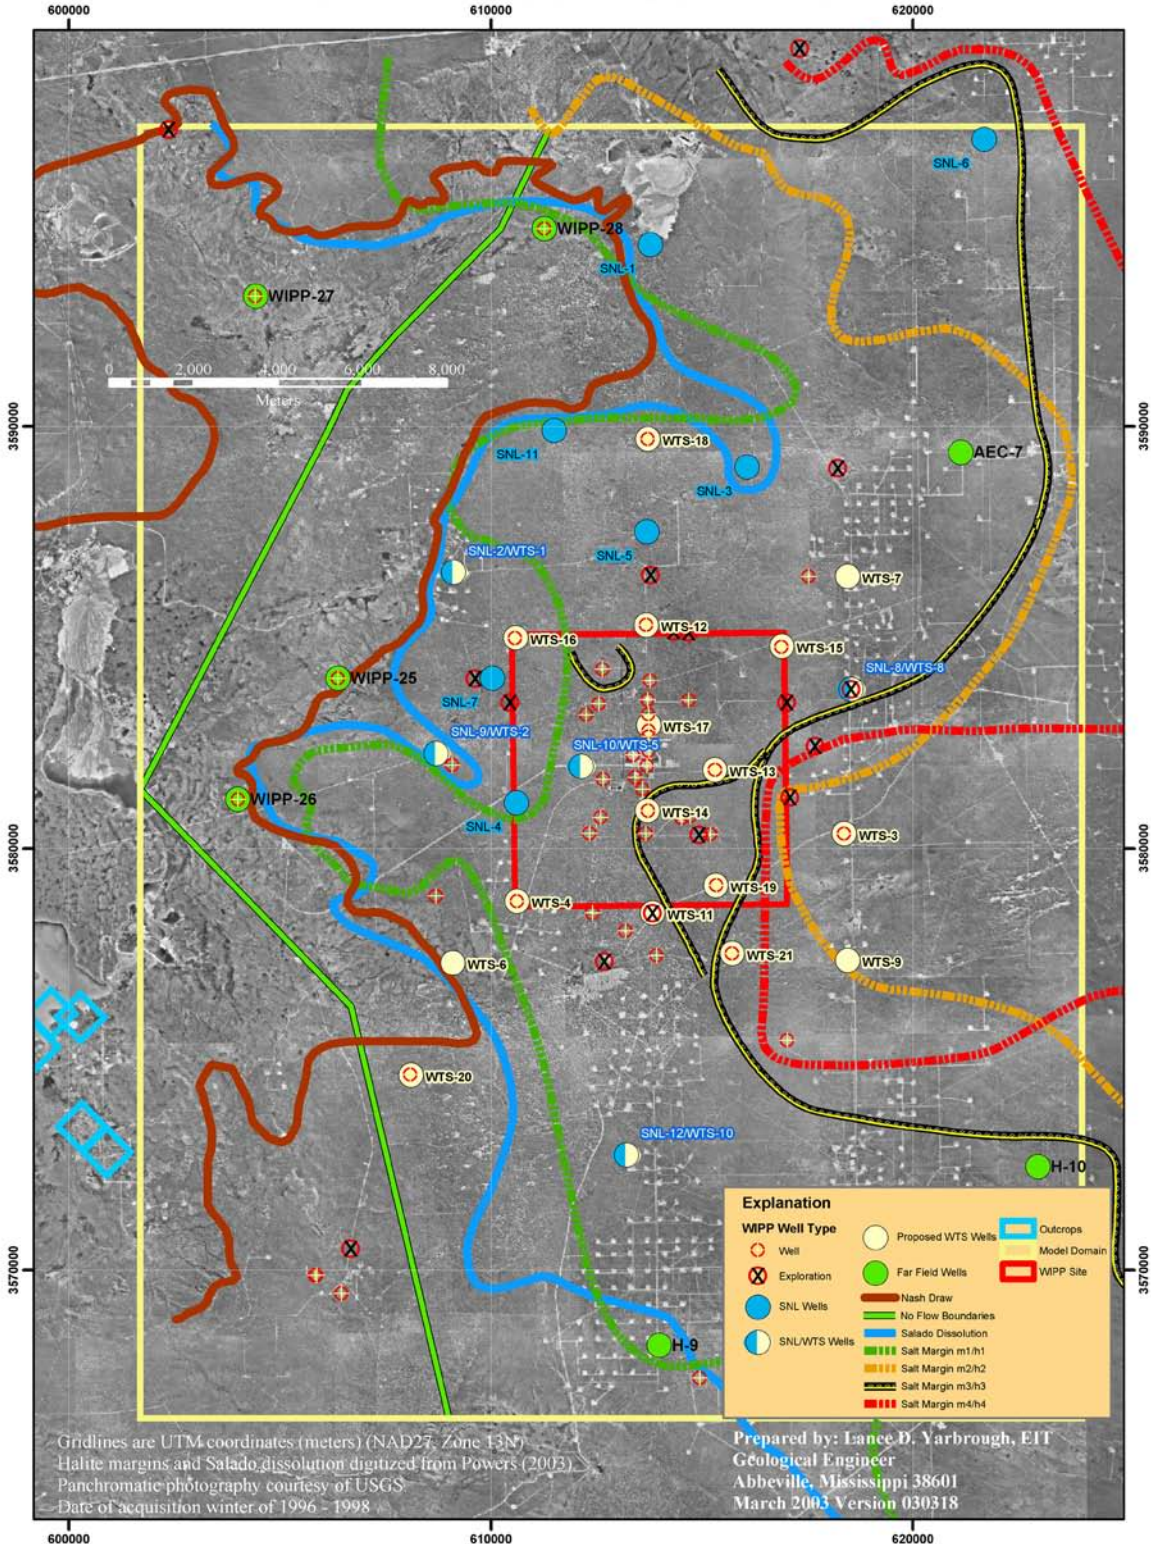 600000
610000
620000
SNL-6
WIPP-28
SNL-1
WIPP-27
0 2,000 4,000 6,000 8,000
Meters
3590000
3590000
WTS-18
SNL-11
AEC-7
SNL-3
SNL-2/WTS-1
SNL-5
WTS-7
WTS-12
WTS-16
WTS-15
SNL-8/WTS-8
WIPP-25
SNL-7
WTS-17
SNL-9/WTS-2
SNL-10/WTS-5
WTS-13
WIPP-26
WTS-14
SNL-4
WTS-3
3580000
3580000
WTS-19
WTS-4
WTS-11
WTS-21
WTS-6
WTS-9
WTS-20
SNL-12/WTS-10
H-10
3570000
3570000
H-9
Explanation
WIPP Well Type
Well
Exploration
SNL Wells
SNL/WTS Wells
Proposed WTS Wells
Far Field Wells
Nash Draw
No Flow Boundaries
Salado Dissolution
Salt Margin m1/h1
Salt Margin m2/h2
Salt Margin m3/h3
Salt Margin m4/h4
Outcrops
Model Domain
WIPP Site
Gridlines are UTM coordinates (meters) (NAD27, Zone 13N)
Halite margins and Salado dissolution digitized from Powers (2003)
Panchromatic photography courtesy of USGS
Date of acquisition winter of 1996 - 1998
Prepared by: Lance D. Yarbrough, EIT
Geological Engineer
Abbeville, Mississippi 38601
March 2003 Version 030318
600000
610000
620000